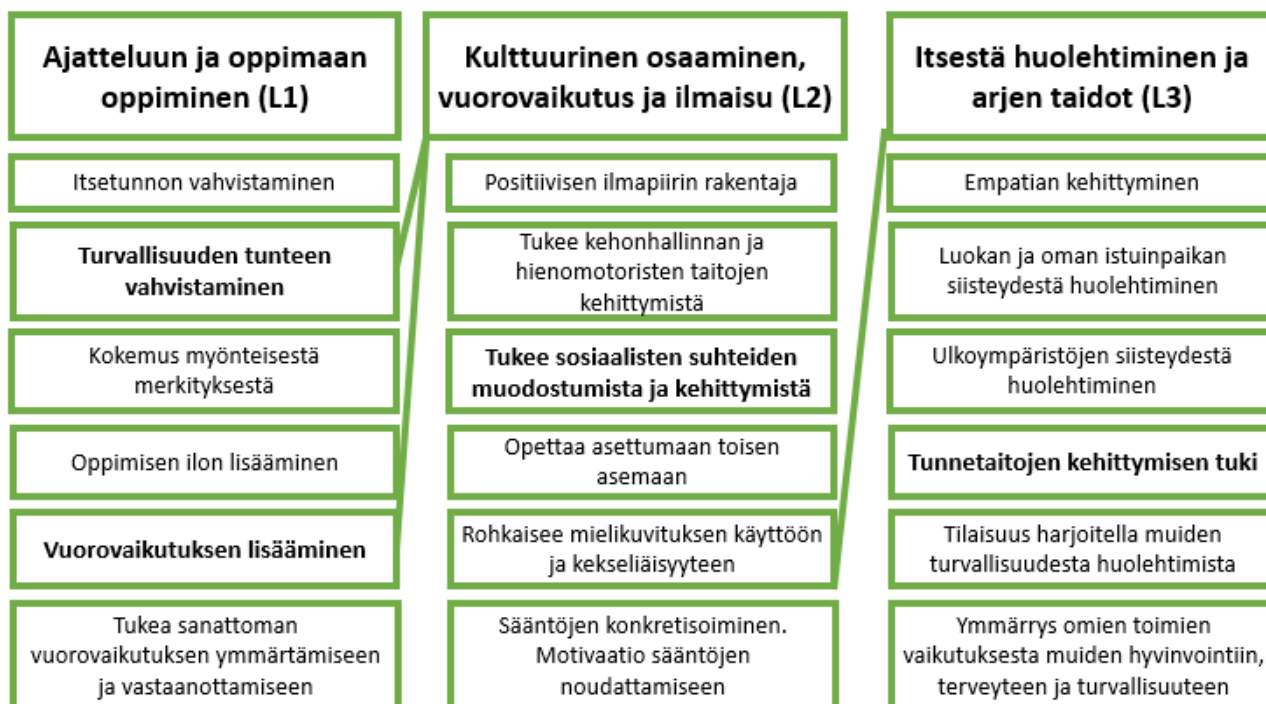 Ajatteluun ja oppimaan
oppiminen (L1)
Itsetunnon vahvistaminen
Turvallisuuden tunteen
vahvistaminen
Kokemus myönteisestä
merkityksestä
Oppimisen ilon lisääminen
Vuorovaikutuksen lisääminen
Tukea sanattoman
vuorovaikutuksen ymmärtämiseen
ja vastaanottamiseen
Kulttuurinen osaaminen,
vuorovaikutus ja ilmaisu (L2)
Positiivisen ilmapiirin rakentaja
Tukee kehonhallinnan ja
hienomotoristen taitojen
kehittymistä
Tukee sosiaalisten suhteiden
muodostumista ja kehittymistä
Opettaa asettumaan toisen
asemaan
Rohkaisee mielikuvituksen käyttöön
ja kekseliäisyyteen
Sääntöjen konkretisoiminen.
Motivaatio sääntöjen
noudattamiseen
Itsestä huolehtiminen ja
arjen taidot (L3)
Empatian kehittyminen
Luokan ja oman istuinpaikan
siisteydestä huolehtiminen
Ulkoympäristöjen siisteydestä
huolehtiminen
Tunnetaitojen kehittymisen tuki
Tilaisuus harjoitella muiden
turvallisuudesta huolehtimista
Ymmärrys omien toimien
vaikutuksesta muiden hyvinvointiin,
terveyteen ja turvallisuuteen